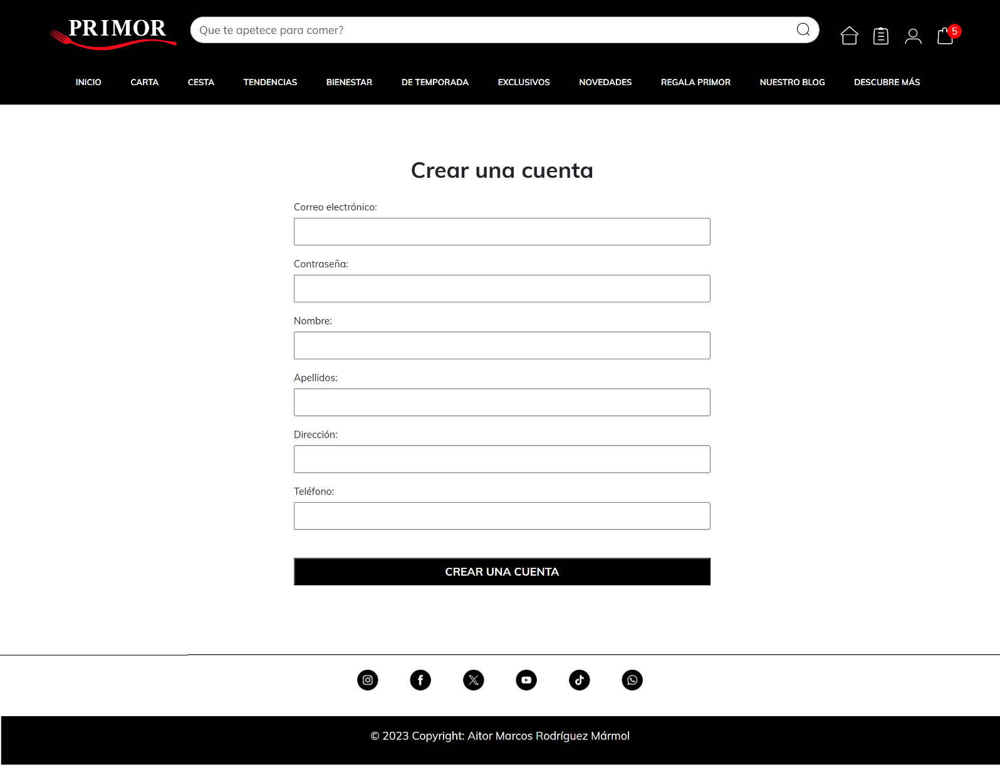 PRIMOR
Que te apetece para comer?
5
INICIO CARTA CESTA TENDENCIAS BIENESTAR DE TEMPORADA EXCLUSIVOS NOVEDADES REGALA PRIMOR NUESTRO BLOG DESCUBRE MÁS
Crear una cuenta
Correo electrónico:
Contraseña:
Nombre:
Apellidos:
Dirección:
Teléfono:
CREAR UNA CUENTA
© 2023 Copyright: Aitor Marcos Rodríguez Mármol